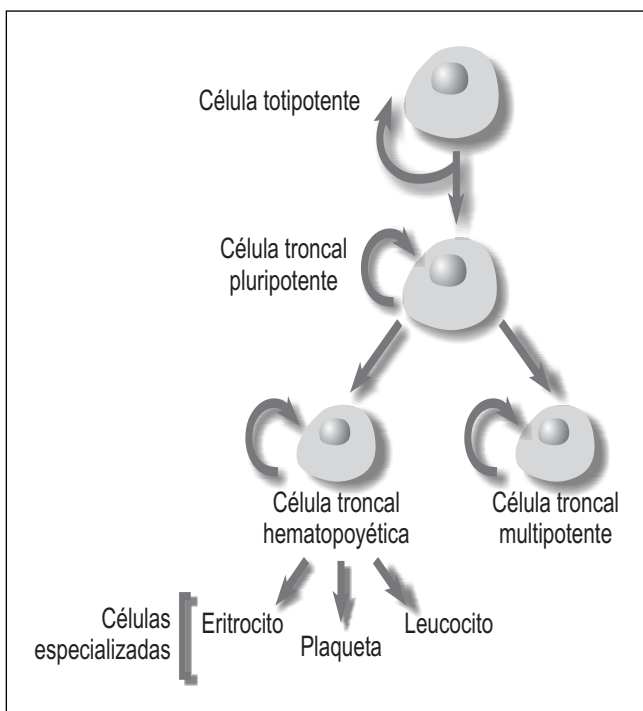 Célula totipotente
Célula troncal
pluripotente
Célula troncal
hematopoyética
Célula troncal
multipotente
Células
especializadas
Eritrocito
Plaqueta
Leucocito